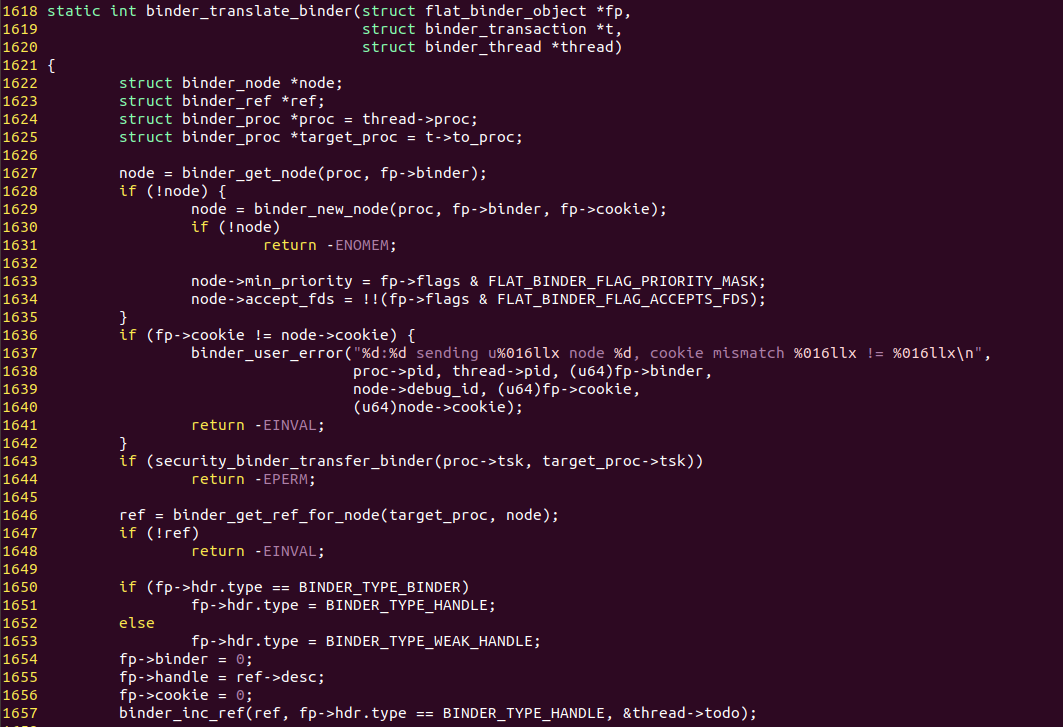 1618 static int binder_translate_binder(struct flat_binder_object *fp,
1619                                    struct binder_transaction *t,
1620                                    struct binder_thread *thread)
1621 {
1622         struct binder_node *node;
1623         struct binder_ref *ref;
1624         struct binder_proc *proc = thread->proc;
1625         struct binder_proc *target_proc = t->to_proc;
1626
1627         node = binder_get_node(proc, fp->binder);
1628         if (!node) {
1629                 node = binder_new_node(proc, fp->binder, fp->cookie);
1630                 if (!node)
1631                         return -ENOMEM;
1632
1633                 node->min_priority = fp->flags & FLAT_BINDER_FLAG_PRIORITY_MASK;
1634                 node->accept_fds = !!(fp->flags & FLAT_BINDER_FLAG_ACCEPTS_FDS);
1635         }
1636         if (fp->cookie != node->cookie) {
1637                 binder_user_error("%d:%d sending u%016llx node %d, cookie mismatch %016llx != %016llx\n",
1638                                   proc->pid, thread->pid, (u64)fp->binder,
1639                                   node->debug_id, (u64)fp->cookie,
1640                                   (u64)node->cookie);
1641                 return -EINVAL;
1642         }
1643         if (security_binder_transfer_binder(proc->tsk, target_proc->tsk))
1644                 return -EPERM;
1645
1646         ref = binder_get_ref_for_node(target_proc, node);
1647         if (!ref)
1648                 return -EINVAL;
1649
1650         if (fp->hdr.type == BINDER_TYPE_BINDER)
1651                 fp->hdr.type = BINDER_TYPE_HANDLE;
1652         else
1653                 fp->hdr.type = BINDER_TYPE_WEAK_HANDLE;
1654         fp->binder = 0;
1655         fp->handle = ref->desc;
1656         fp->cookie = 0;
1657         binder_inc_ref(ref, fp->hdr.type == BINDER_TYPE_HANDLE, &thread->todo);